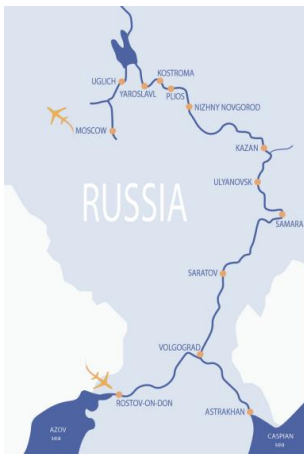 KOSTROMA
UGLICH
YAROSLAVL
PLIOS
NIZHNY NOVGOROD
MOSCOW
KAZAN
ULYANOVSK
RUSSIA
SAMARA
SARATOV
VOLGOGRAD
ROSTOV-ON-DON
ASTRAKHAN
AZOV
sea
CASPIAN
sea